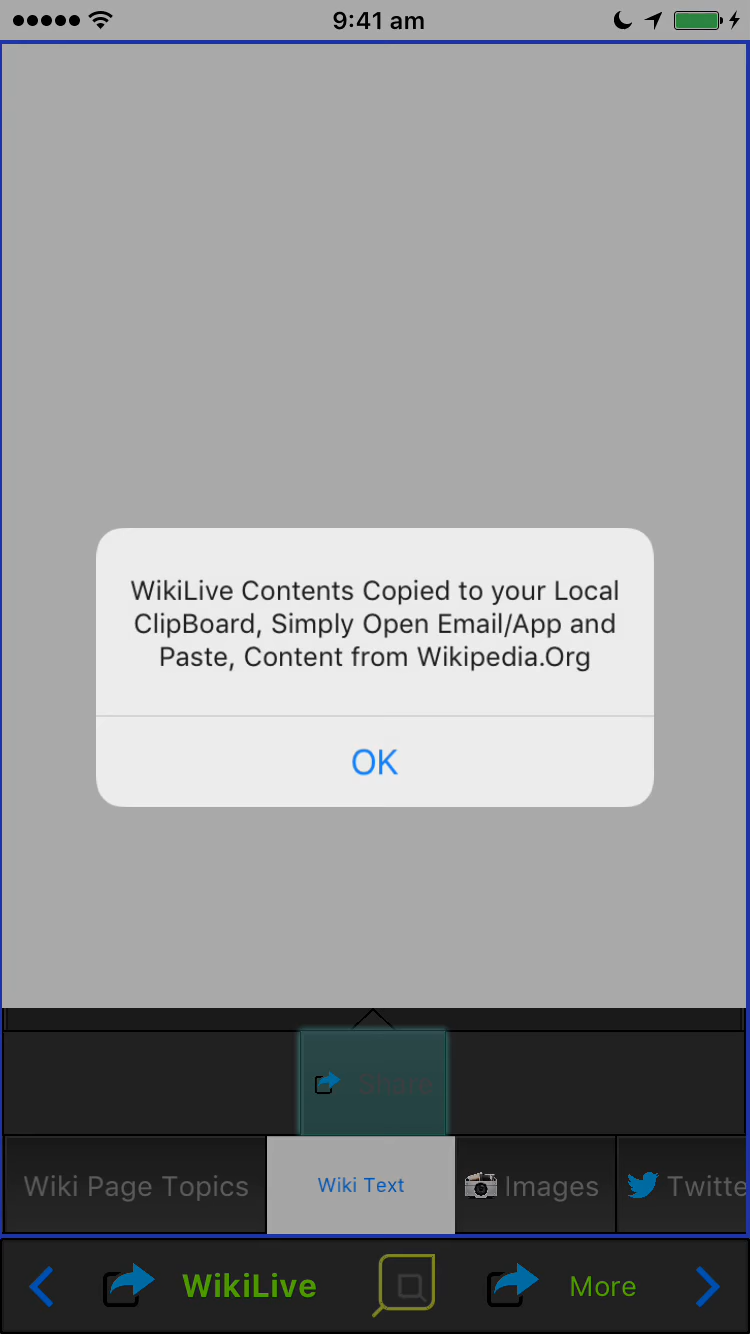 9:41 am
WikiLive Contents Copied to your Local
ClipBoard, Simply Open Email/App and
Paste, Content from Wikipedia.Org
OK
Share
Wiki Page Topics
Wiki Text
Images
Twitte
WikiLive
More